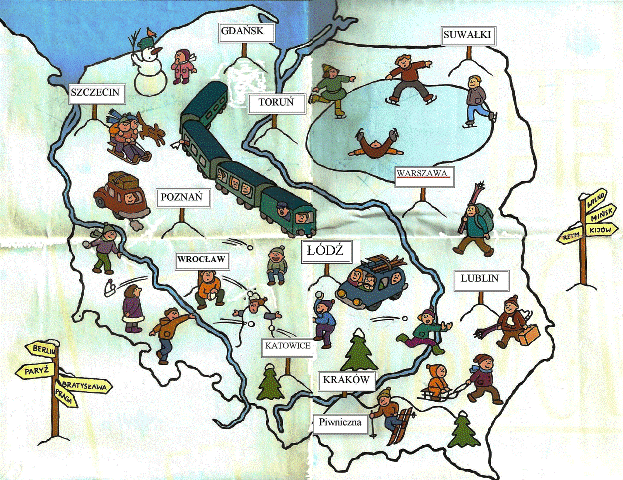 GDAŃSK
SUWAŁKI
SZCZECIN
TORUŃ
WARSZAWA
POZNAŃ
WILNO
MIŃSK
RZYM
KIJÓW
WROCŁAW
ŁÓDŹ
LUBLIN
KATOWICE
BERLIN
PARYŻ
BRATYSŁAWA
PRAGA
KRAKÓW
Piwniczna